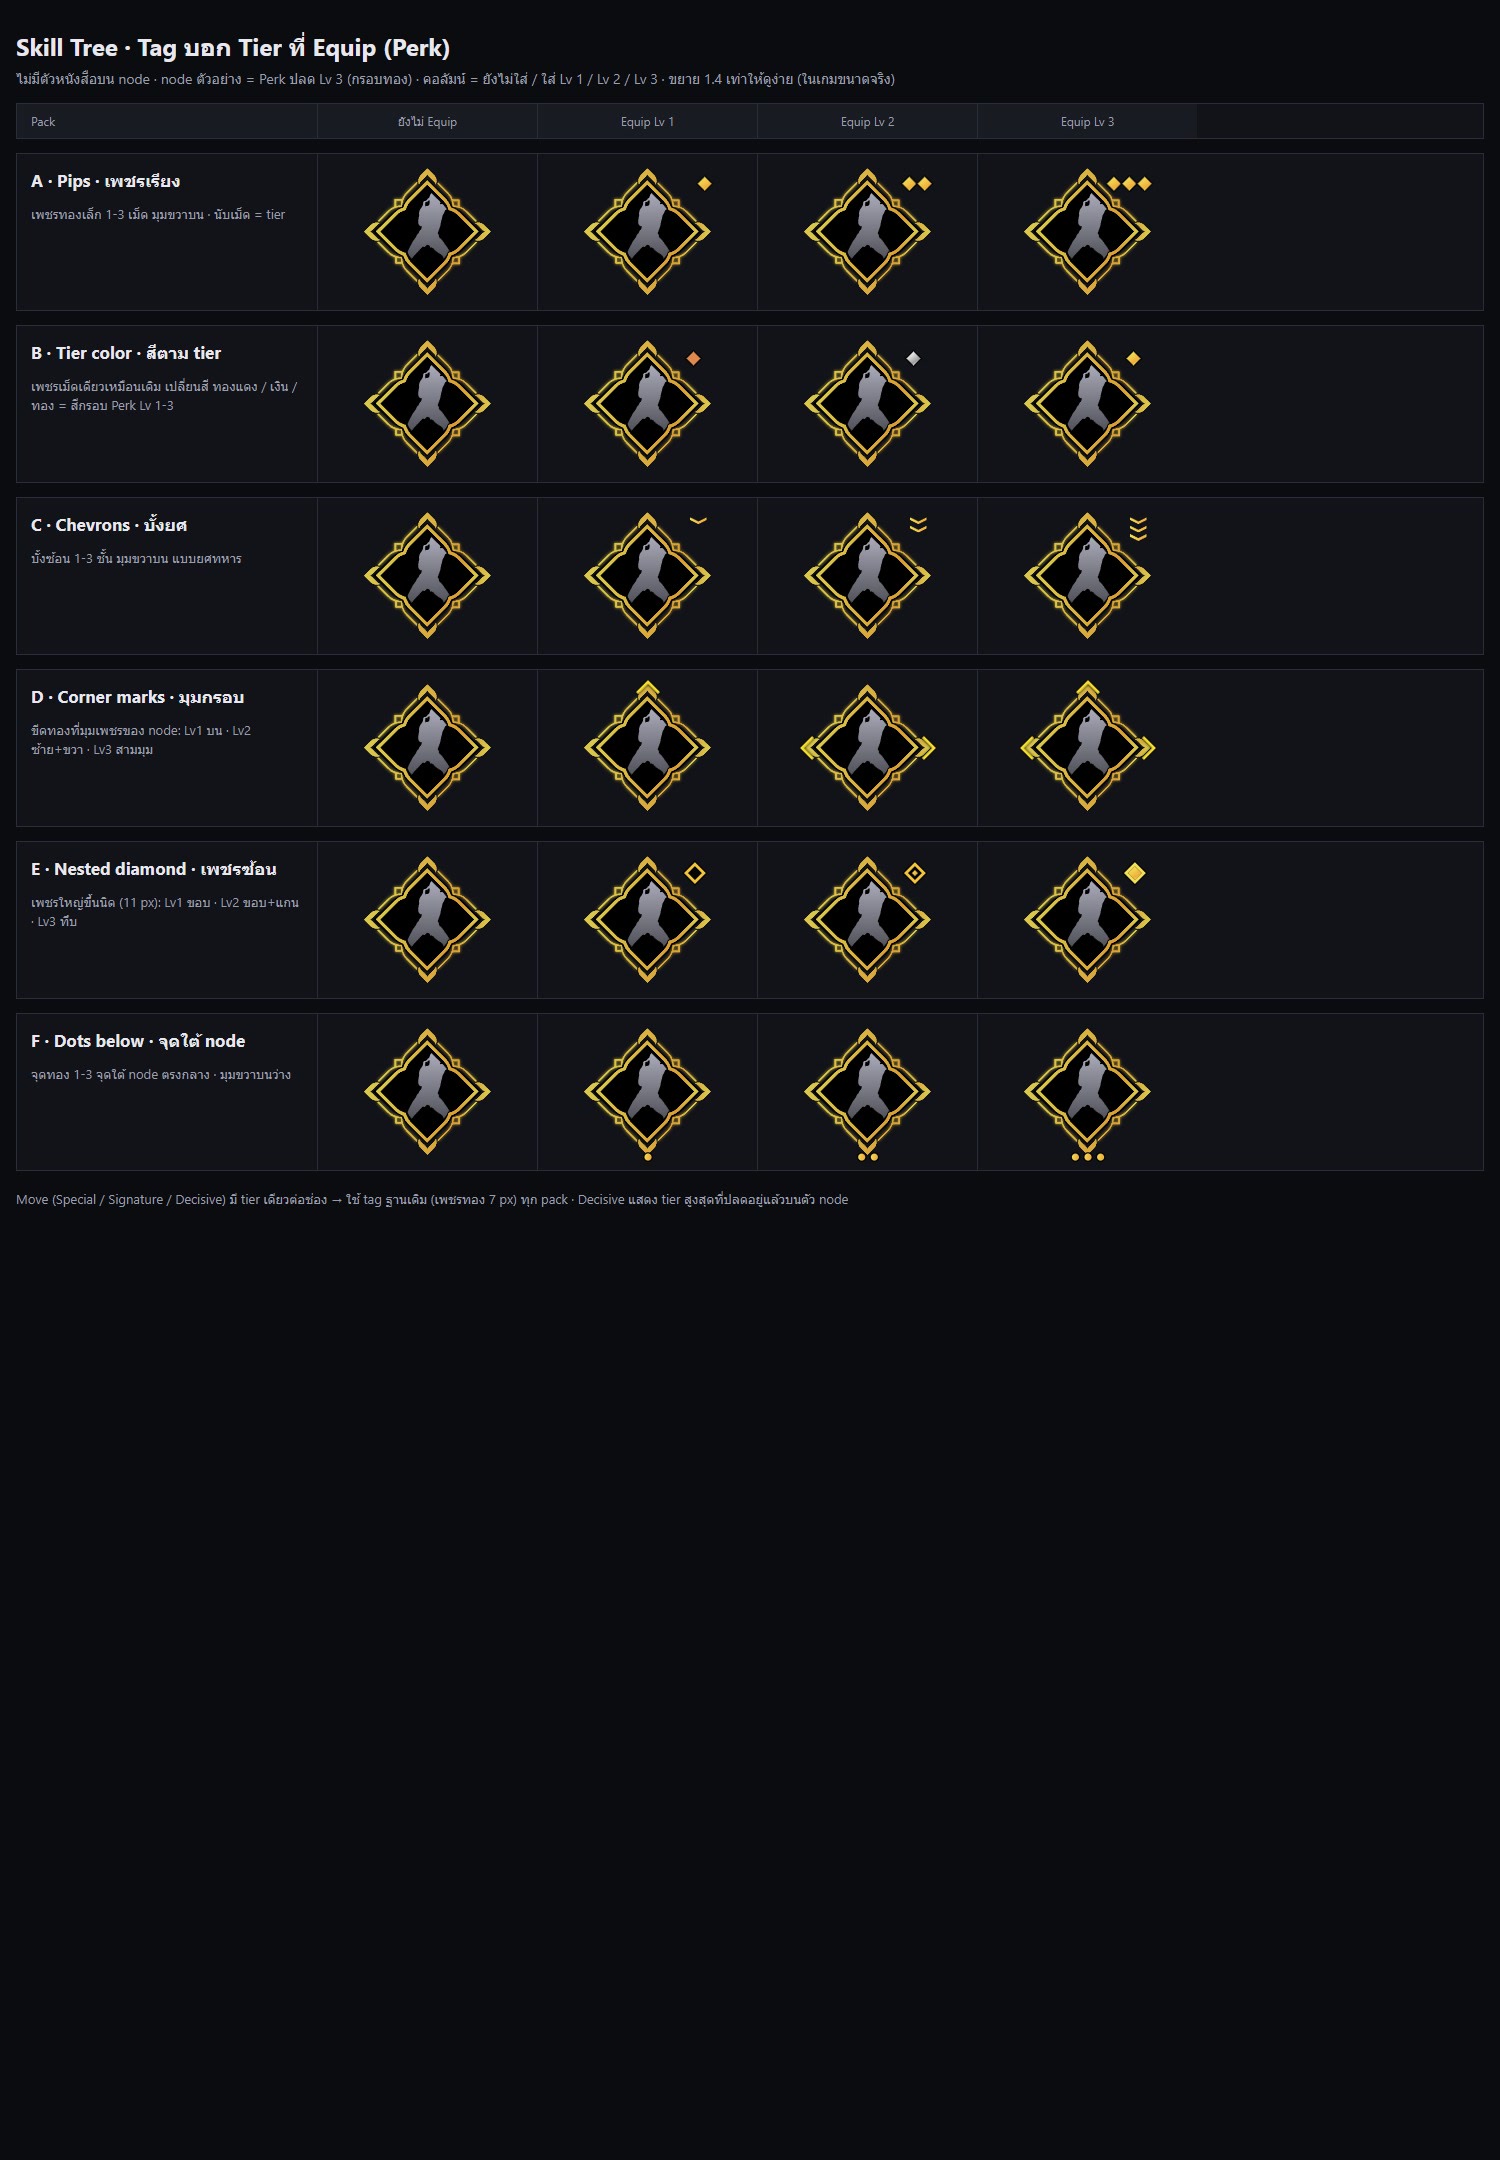 Skill Tree · Tag บอก Tier ที่ Equip (Perk)
ไม่มีตัวหนังสือบน node · node ตัวอย่าง = Perk ปลด Lv 3 (กรอบทอง) · คอลัมน์ = ยังไม่ใส่ / ใส่ Lv 1 / Lv 2 / Lv 3 · ขยาย 1.4 เท่าให้ดูง่าย (ในเกมขนาดจริง)
Pack
ยังไม่ Equip
Equip Lv 1
Equip Lv 2
Equip Lv 3
A · Pips · เพชรเรียง
เพชรทองเล็ก 1-3 เม็ด มุมขวาบน · นับเม็ด = tier
B · Tier color · สีตาม tier
เพชรเม็ดเดียวเหมือนเดิม เปลี่ยนสี ทองแดง / เงิน /
ทอง = สีกรอบ Perk Lv 1-3
C · Chevrons · บั้งยศ
บั้งซ้อน 1-3 ชั้น มุมขวาบน แบบยศทหาร
D · Corner marks · มุมกรอบ
ขีดทองที่มุมเพชรของ node: Lv1 บน · Lv2
ซ้าย+ขวา · Lv3 สามมุม
E · Nested diamond · เพชรซ้อน
เพชรใหญ่ขึ้นนิด (11 px): Lv1 ขอบ · Lv2 ขอบ+แกน
· Lv3 ทึบ
F · Dots below · จุดใต้ node
จุดทอง 1-3 จุดใต้ node ตรงกลาง · มุมขวาบนว่าง
Move (Special / Signature / Decisive) มี tier เดียวต่อช่อง → ใช้ tag ฐานเดิม (เพชรทอง 7 px) ทุก pack · Decisive แสดง tier สูงสุดที่ปลดอยู่แล้วบนตัว node